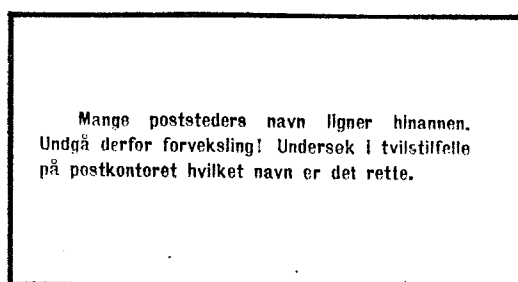 Mange poststeders navn ligner hinannen.
Undgå derfor forveksling! Undersøk i tvilstilfelle
på postkontoret hvilket navn er det rette.